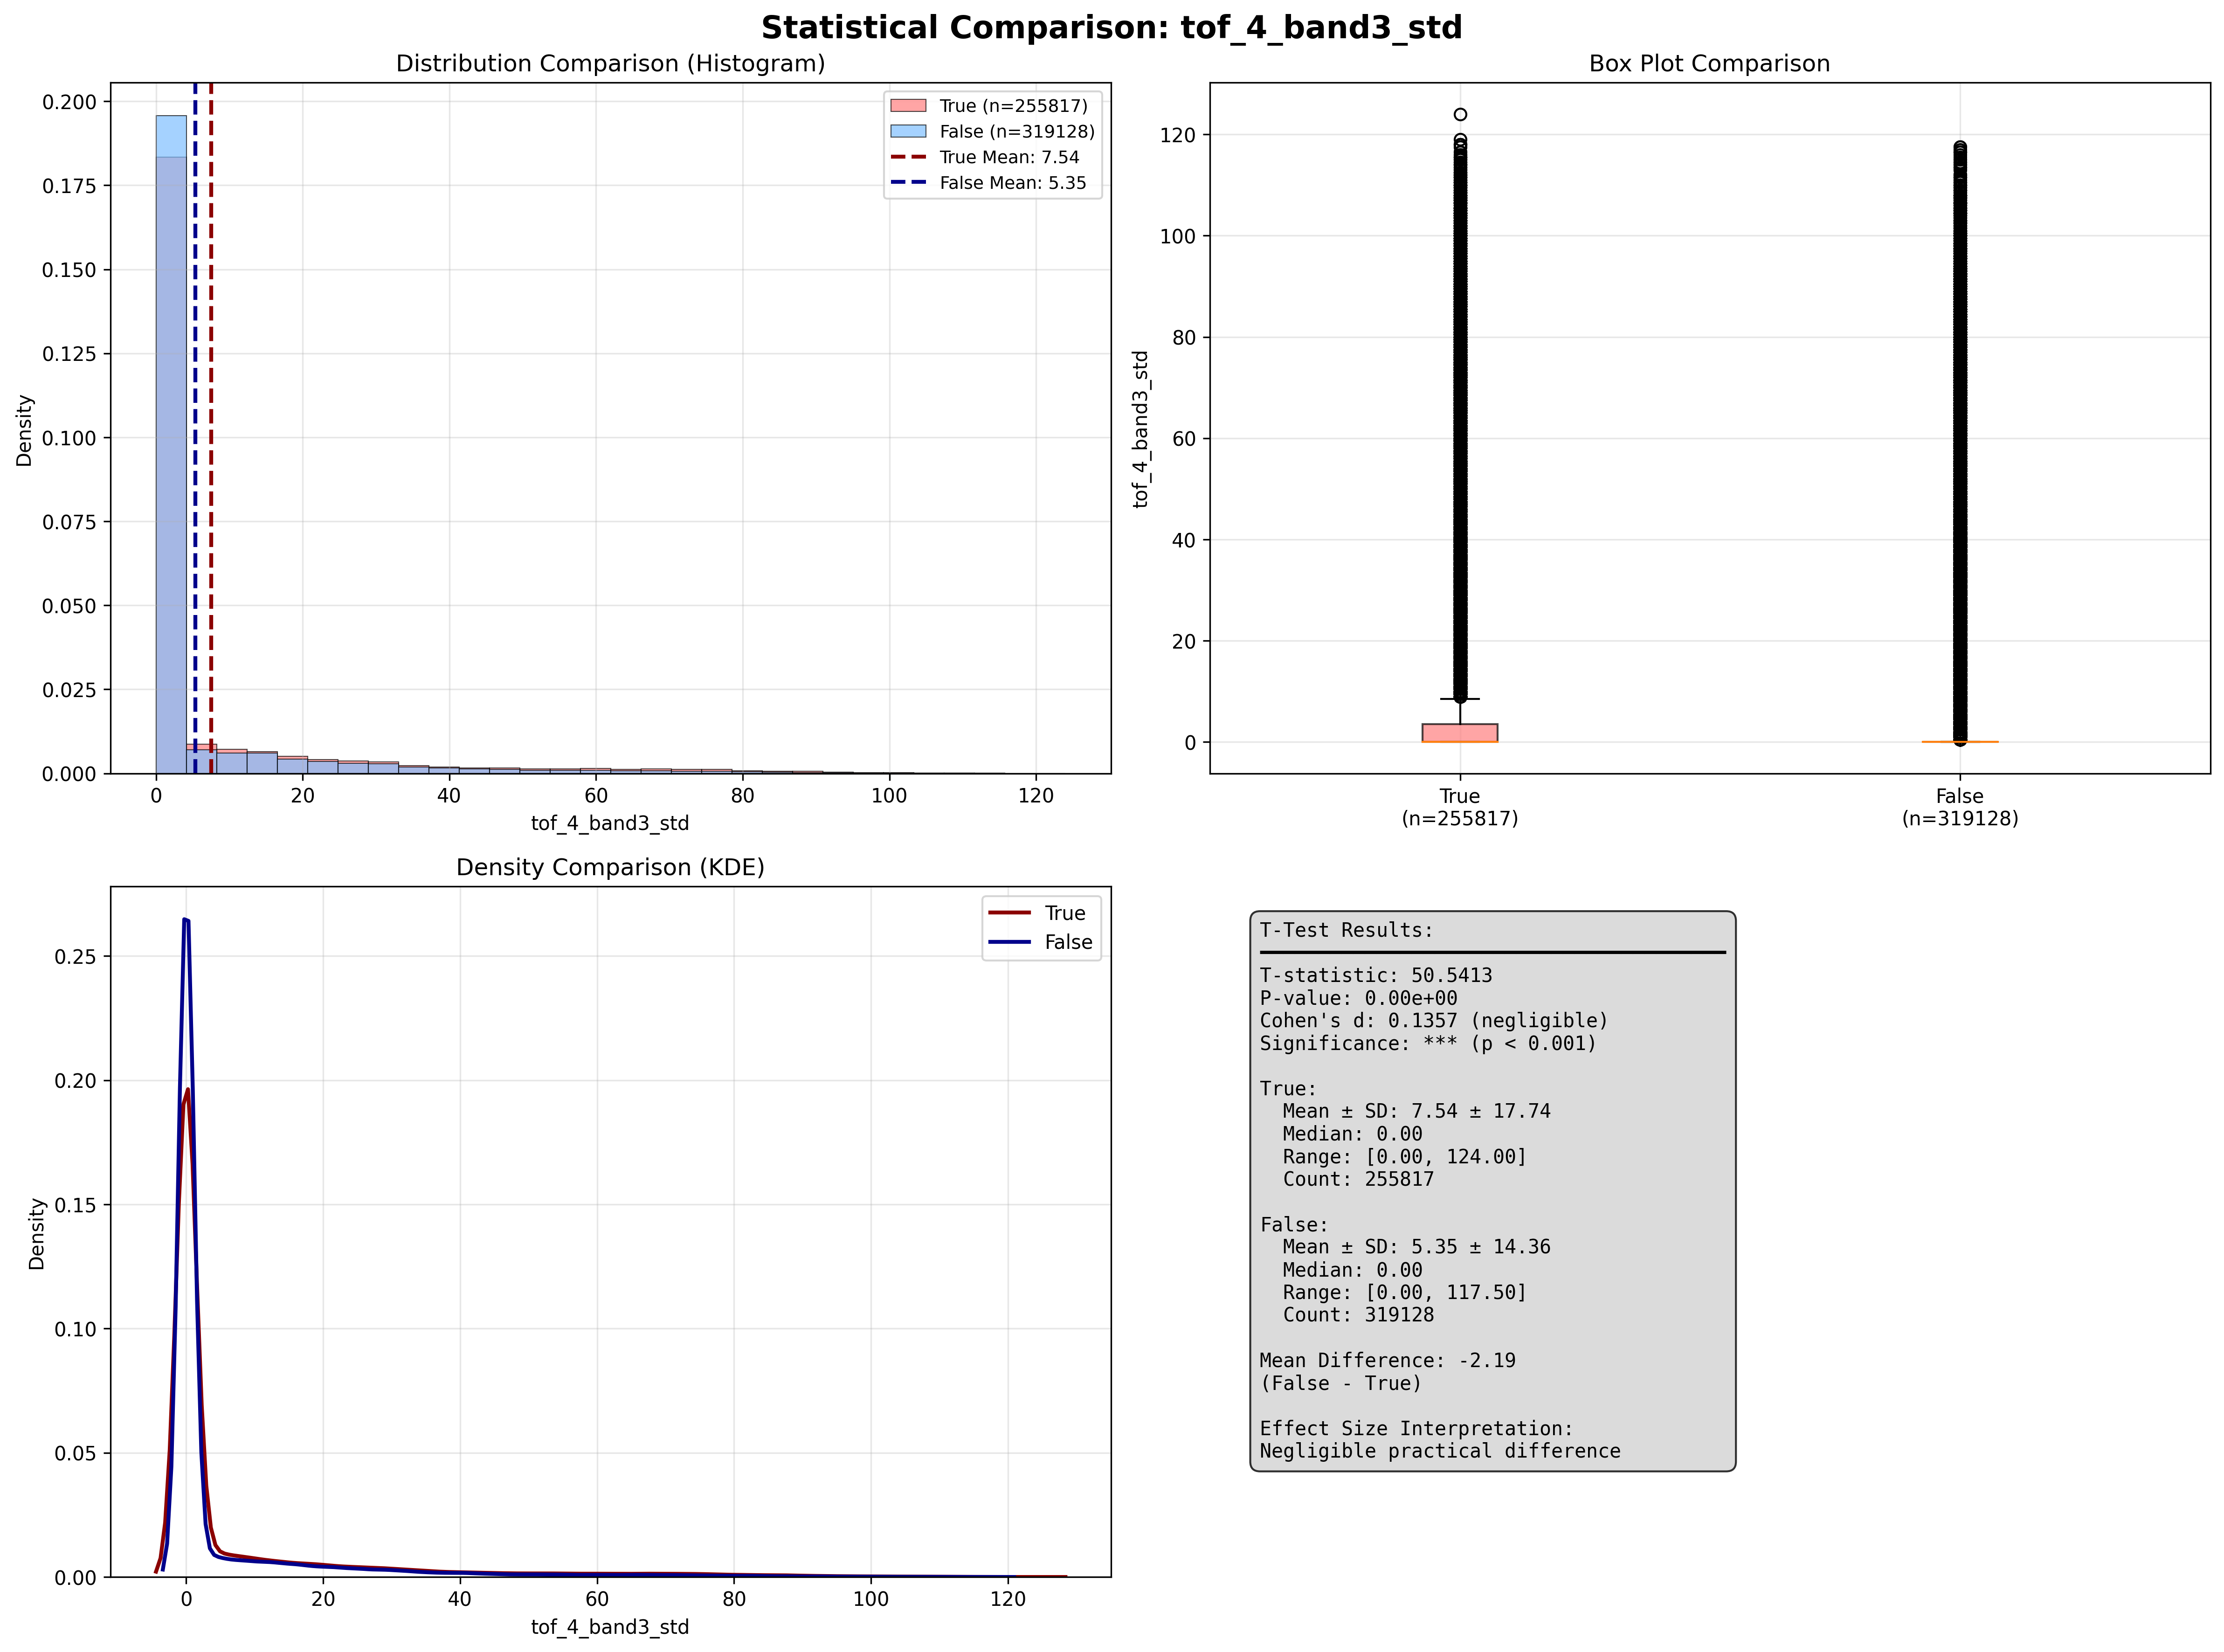 Statistical Comparison: tof_4_band3_std
Distribution Comparison (Histogram)
0.200
0.175
0.150
0.125
0.100
0.075
0.050
0.025
0.000
Density
0
20
40
60
80
100
120
tof_4_band3_std
True (n=255817)
False (n=319128)
True Mean: 7.54
False Mean: 5.35
Box Plot Comparison
120
100
80
60
40
20
0
tof_4_band3_std
True
(n=255817)
False
(n=319128)
Density Comparison (KDE)
0.25
0.20
0.15
0.10
0.05
0.00
Density
0
20
40
60
80
100
120
tof_4_band3_std
True
False
T-Test Results:
T-statistic: 50.5413
P-value: 0.00e+00
Cohen's d: 0.1357 (negligible)
Significance: *** (p < 0.001)
True:
Mean ± SD: 7.54 ± 17.74
Median: 0.00
Range: [0.00, 124.00]
Count: 255817
False:
Mean ± SD: 5.35 ± 14.36
Median: 0.00
Range: [0.00, 117.50]
Count: 319128
Mean Difference: -2.19
(False - True)
Effect Size Interpretation:
Negligible practical difference